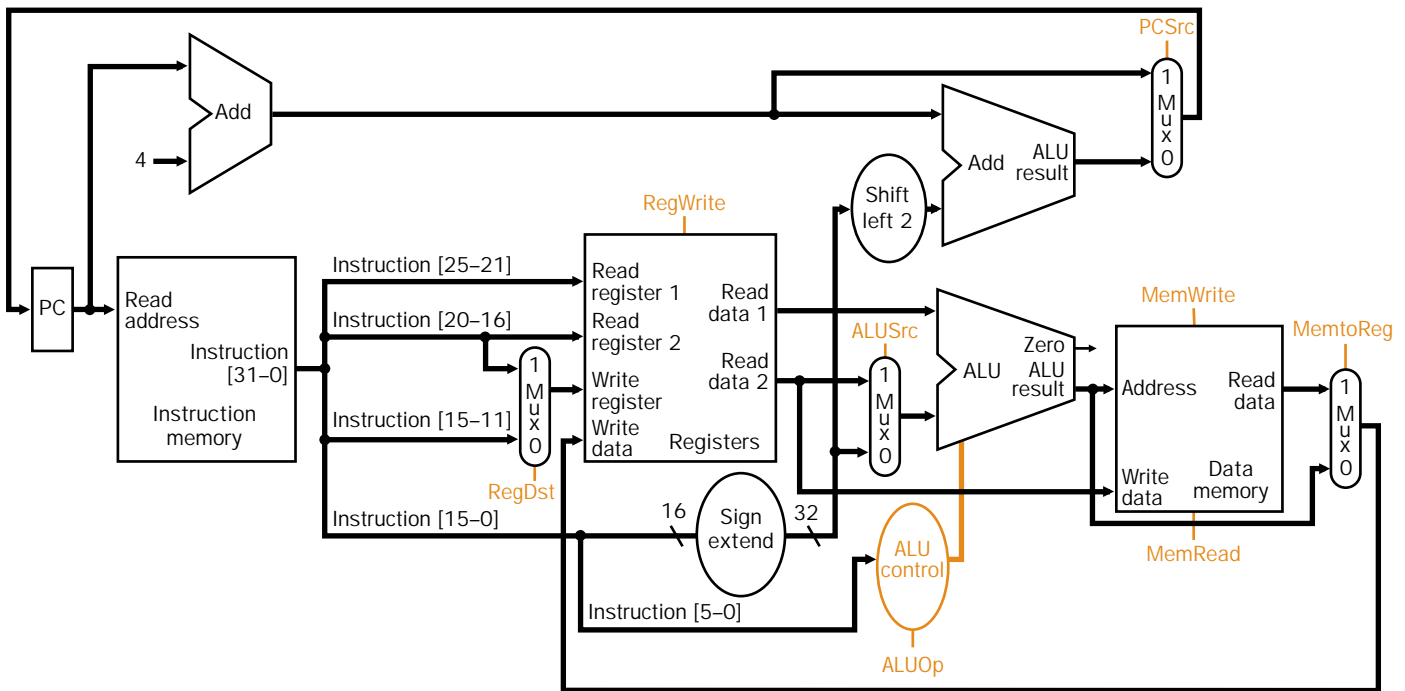 PCSrc
1
M
u
x
0
Add
4
Add
ALU
result
Shift
left 2
RegWrite
PC
Read
address
Instruction
[31–0]
Instruction
memory
Instruction [25–21]
Instruction [20–16]
Instruction [15–11]
Instruction [15–0]
1
M
u
x
0
RegDst
Read
register 1
Read
register 2
Write
register
Write
data
Read
data 1
Read
data 2
Registers
16
Sign
extend
32
Instruction [5–0]
ALUSrc
1
M
u
x
0
Zero
ALU
ALU
result
ALU
control
ALUOp
MemWrite
Address
Read
data
Write
data
Data
memory
MemRead
MemtoReg
1
M
u
x
0